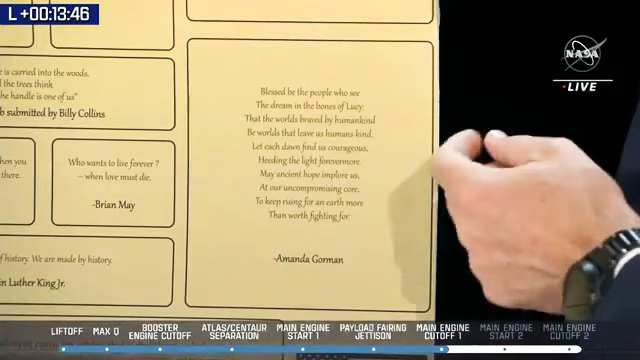 L +00:13:46
NASA
LIVE
e is carried into the woods,
l the trees think
he handle is one of us"
b submitted by Billy Collins
hen you
there.
Who wants to live forever ?
– when love must die.
-Brian May
f history. We are made by history.
in Luther King Jr.
Blessed be the people who see
The dream in the bones of Lucy:
That the worlds braved by humankind
Be worlds that leave us humans kind.
Let each dawn find us courageous,
Heeding the light forevermore.
May ancient hope implore us,
At our uncompromising core,
To keep rising for an earth more
Than worth fighting for.
-Amanda Gorman
LIFTOFF
MAX Q
BOOSTER
ENGINE CUTOFF
ATLAS/CENTAUR
SEPARATION
MAIN ENGINE
START 1
PAYLOAD FAIRING
JETTISON
MAIN ENGINE
CUTOFF 1
MAIN ENGINE
START 2
MAIN ENGINE
CUTOFF 2